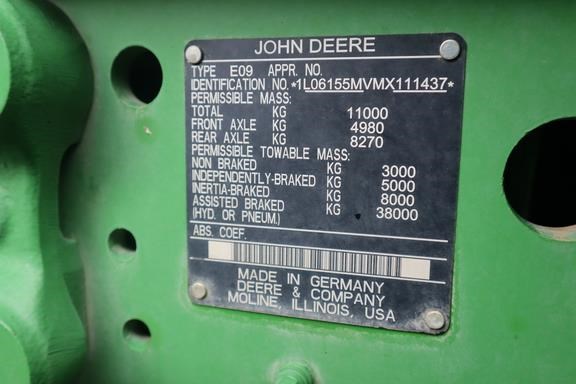 JOHN DEERE
TYPE E09 APPR. NO.
IDENTIFICATION NO. *1L06155MVMX111437*
PERMISSIBLE MASS:
TOTAL KG 11000
FRONT AXLE KG 4980
REAR AXLE KG 8270
PERMISSIBLE TOWABLE MASS:
NON BRAKED KG 3000
INDEPENDENTLY-BRAKED KG 5000
INERTIA-BRAKED KG 8000
ASSISTED BRAKED KG 38000
(HYD. OR PNEUM.)
ABS. COEF.
MADE IN GERMANY
DEERE & COMPANY
MOLINE, ILLINOIS, USA